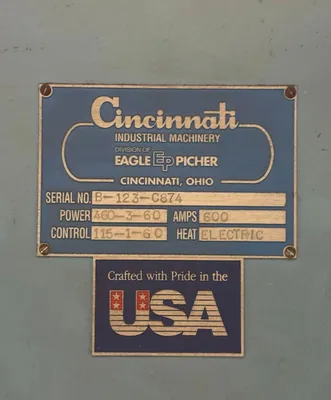 Cincinnati
INDUSTRIAL MACHINERY
DIVISION OF
EAGLE EP PICHER
CINCINNATI, OHIO
SERIAL NO. B-123-C874
POWER 460-3-60 AMPS 600
CONTROL 115-1-60 HEAT ELECTRIC
Crafted with Pride in the
USA